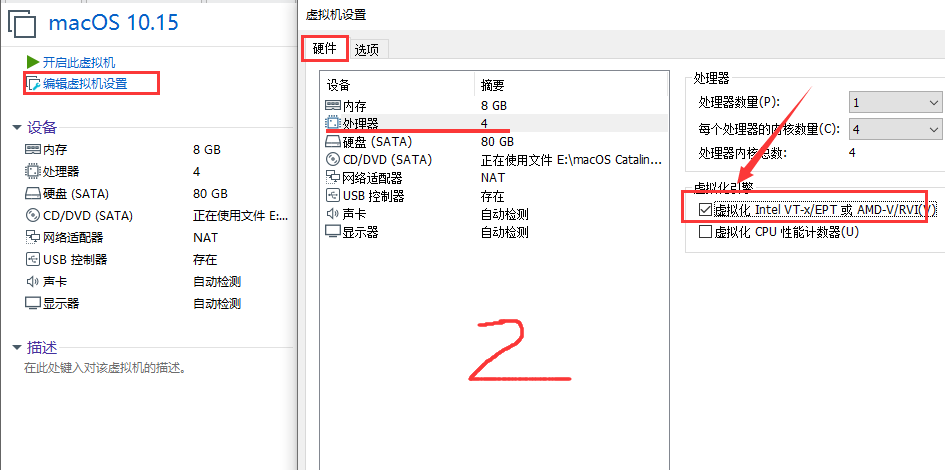 macOS 10.15
开启此虚拟机
编辑虚拟机设置
设备
内存 8 GB
处理器 4
硬盘 (SATA) 80 GB
CD/DVD (SATA) 正在使用文件 E:...
网络适配器 NAT
USB 控制器 存在
声卡 自动检测
显示器 自动检测
描述
在此处键入对该虚拟机的描述。
虚拟机设置
硬件 选项
设备 摘要
内存 8 GB
处理器 4
硬盘 (SATA) 80 GB
CD/DVD (SATA) 正在使用文件 E:\macOS Catalin...
网络适配器 NAT
USB 控制器 存在
声卡 自动检测
显示器 自动检测
2
处理器
处理器数量(P): 1
每个处理器的内核数量(C): 4
处理器内核总数: 4
虚拟化引擎
虚拟化 Intel VT-x/EPT 或 AMD-V/RVI(V)
虚拟化 CPU 性能计数器(U)